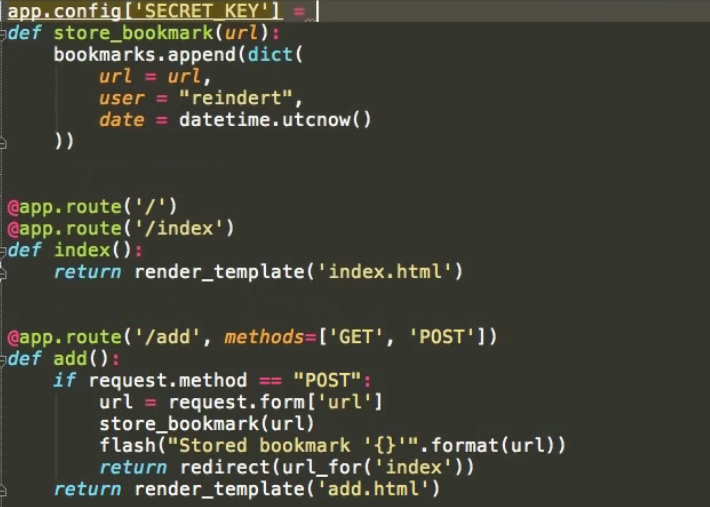 app.config['SECRET_KEY'] =
def store_bookmark(url):
    bookmarks.append(dict(
        url = url,
        user = "reindert",
        date = datetime.utcnow()
    ))
@app.route('/')
@app.route('/index')
def index():
    return render_template('index.html')
@app.route('/add', methods=['GET', 'POST'])
def add():
    if request.method == "POST":
        url = request.form['url']
        store_bookmark(url)
        flash("Stored bookmark '{}'".format(url))
        return redirect(url_for('index'))
    return render_template('add.html')